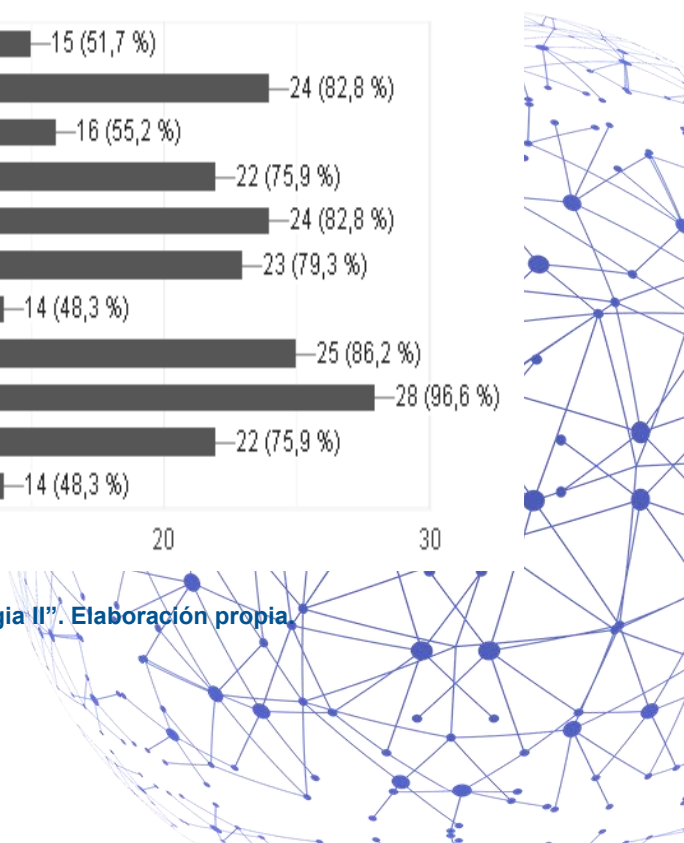 15 (51,7 %)
24 (82,8 %)
16 (55,2 %)
22 (75,9 %)
24 (82,8 %)
23 (79,3 %)
14 (48,3 %)
25 (86,2 %)
28 (96,6 %)
22 (75,9 %)
14 (48,3 %)
20 30
II”. Elaboración propia.